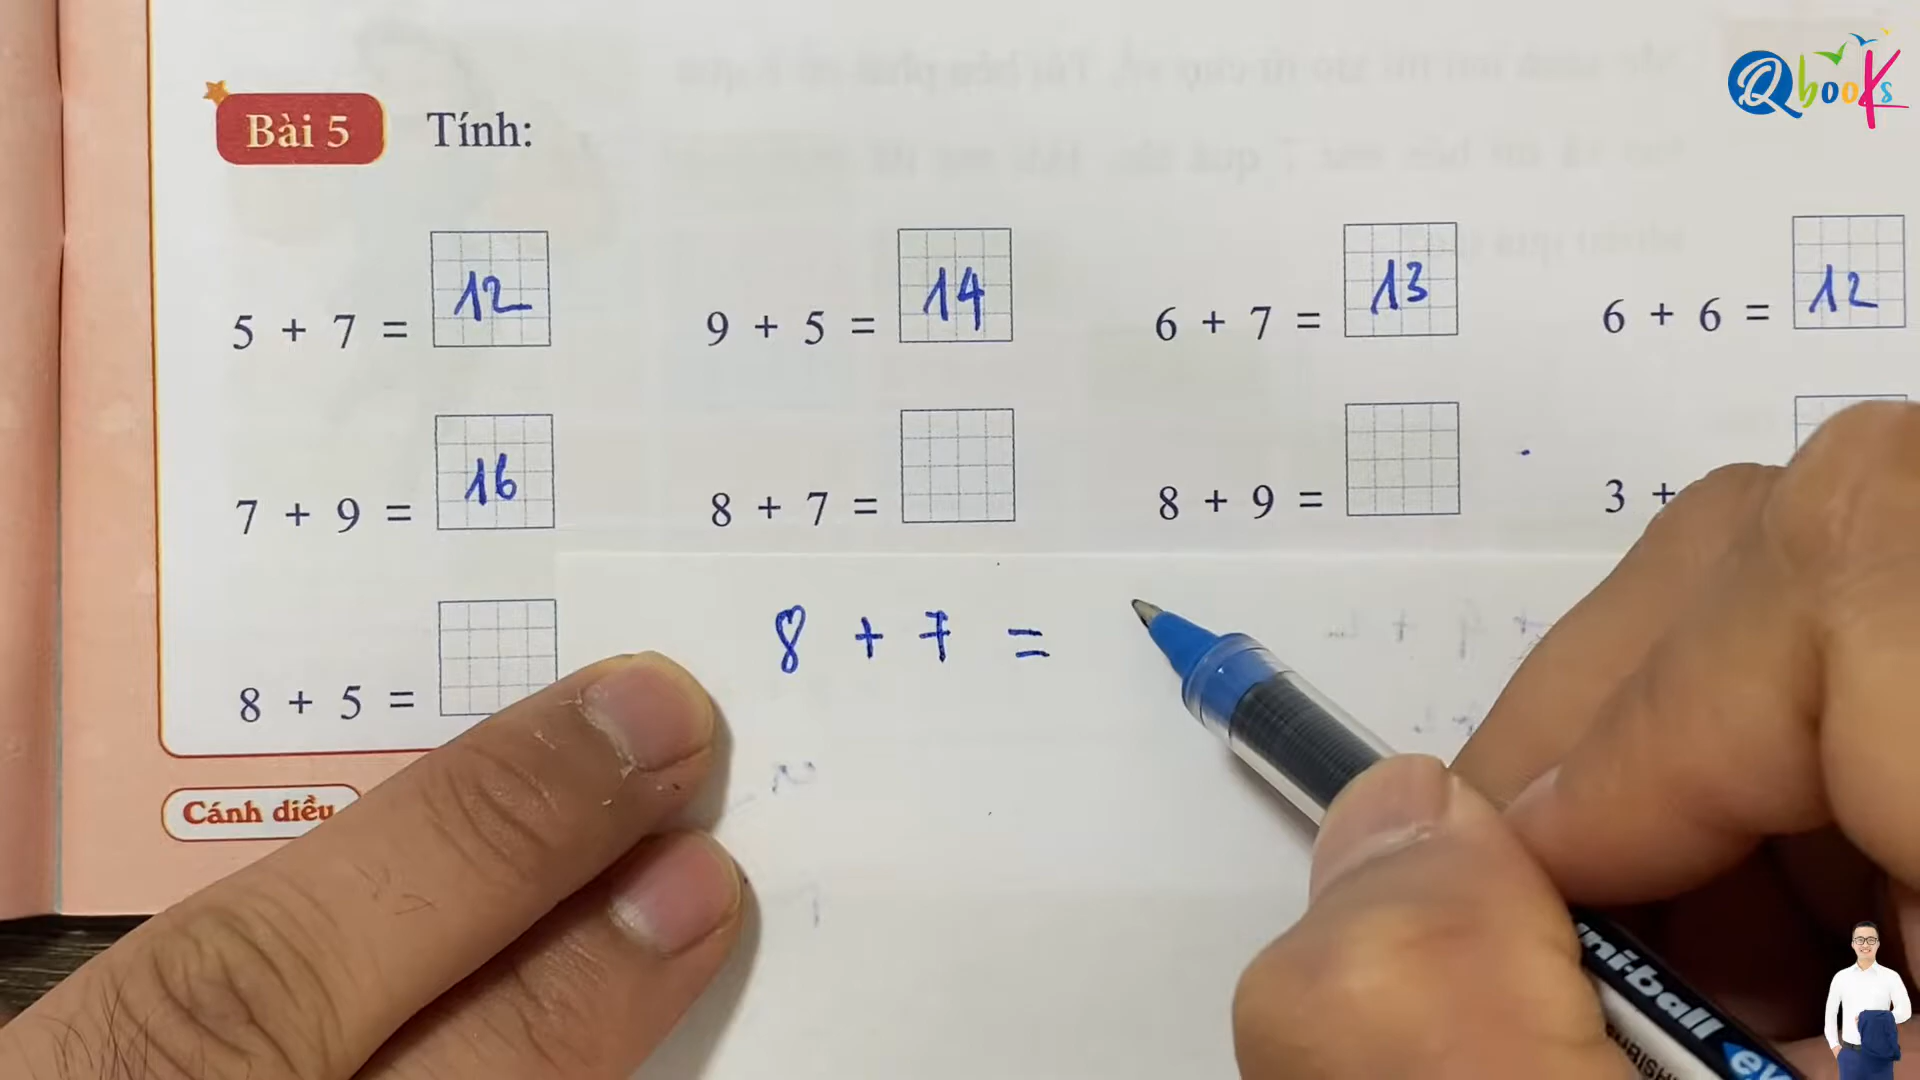 Qbooks
Bài 5 Tính:
5 + 7 = 12 9 + 5 = 14 6 + 7 = 13 6 + 6 = 12
7 + 9 = 16 8 + 7 = 8 + 9 = 3 +
8 + 5 = 8 + 7 =
Cánh diều
uni-ball